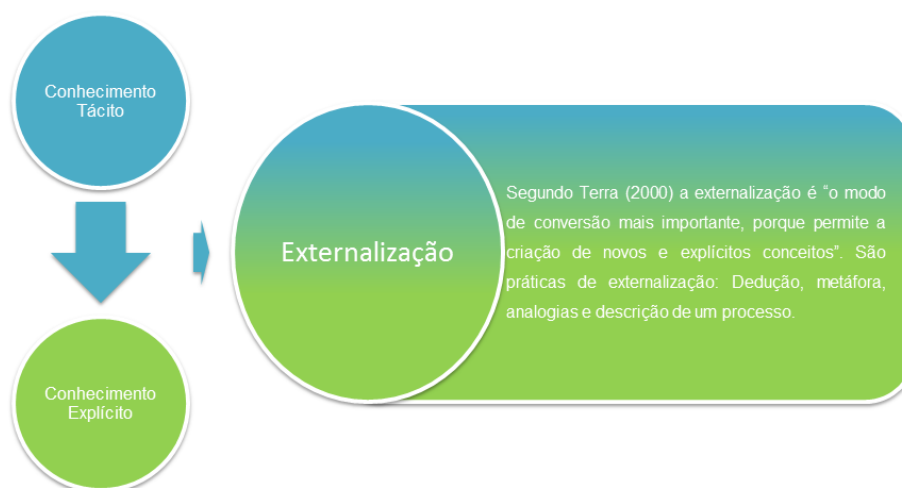 Conhecimento
Tácito
Externalização
Segundo Terra (2000) a externalização é “o modo
de conversão mais importante, porque permite a
criação de novos e explícitos conceitos”. São
práticas de externalização: Dedução, metáfora,
analogias e descrição de um processo.
Conhecimento
Explícito